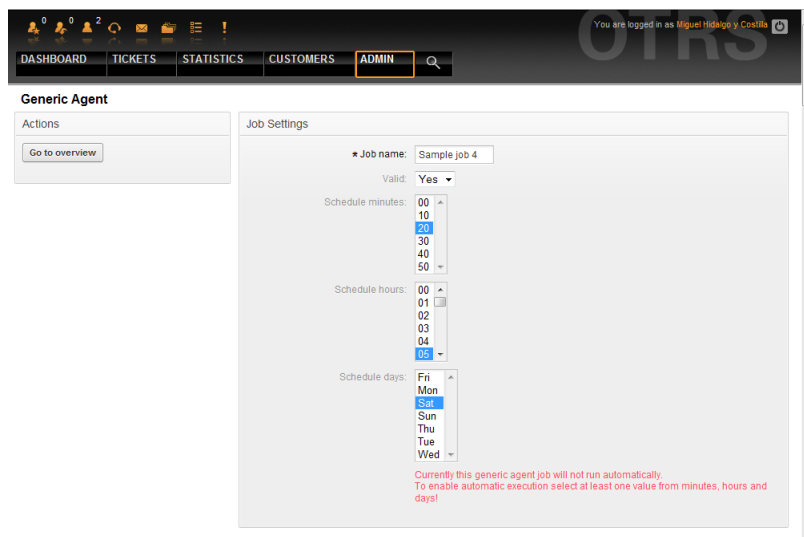 0 0 2
You are logged in as Miguel Hidalgo y Costilla
OTRS
DASHBOARD TICKETS STATISTICS CUSTOMERS ADMIN
Generic Agent
Actions
Go to overview
Job Settings
★ Job name: Sample job 4
Valid: Yes
Schedule minutes: 00
10
20
30
40
50
Schedule hours: 00
01
02
03
04
05
Schedule days: Fri
Mon
Sat
Sun
Thu
Tue
Wed
Currently this generic agent job will not run automatically.
To enable automatic execution select at least one value from minutes, hours and
days!